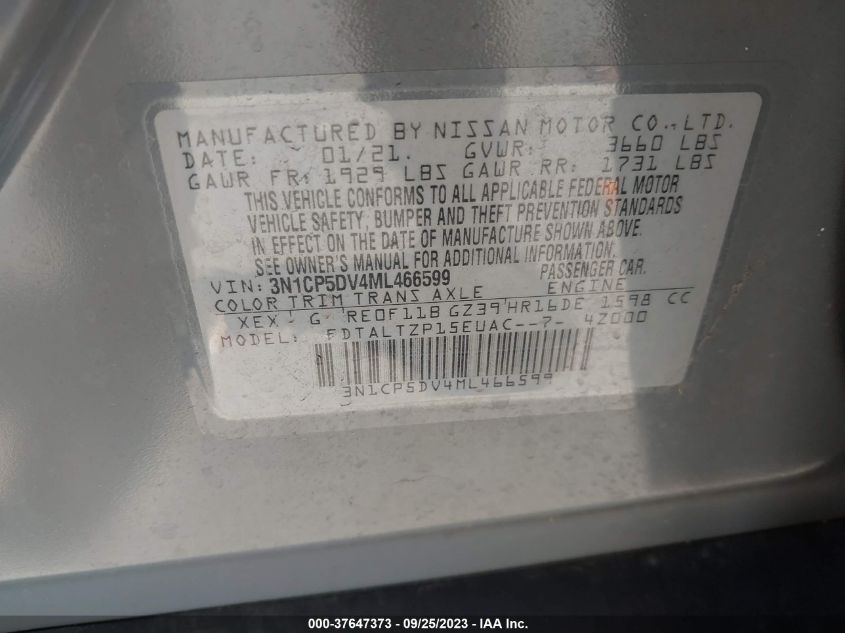 MANUFACTURED BY NISSAN MOTOR CO., LTD.
DATE: 01/21. GVWR: 3660 LBS
GAWR FR: 1929 LBS GAWR RR: 1731 LBS
THIS VEHICLE CONFORMS TO ALL APPLICABLE FEDERAL MOTOR
VEHICLE SAFETY, BUMPER AND THEFT PREVENTION STANDARDS
IN EFFECT ON THE DATE OF MANUFACTURE SHOWN ABOVE.
SEE OWNER'S MANUAL FOR ADDITIONAL INFORMATION.
VIN: 3N1CP5DV4ML466599 PASSENGER CAR.
COLOR TRIM TRANS AXLE ENGINE
XEX G RE0F11B GZ39 HR16DE 1598 CC
MODEL: FDTALTZP15EUAC--7- 4Z000
3N1CP5DV4ML466599
000-37647373 - 09/25/2023 - IAA Inc.